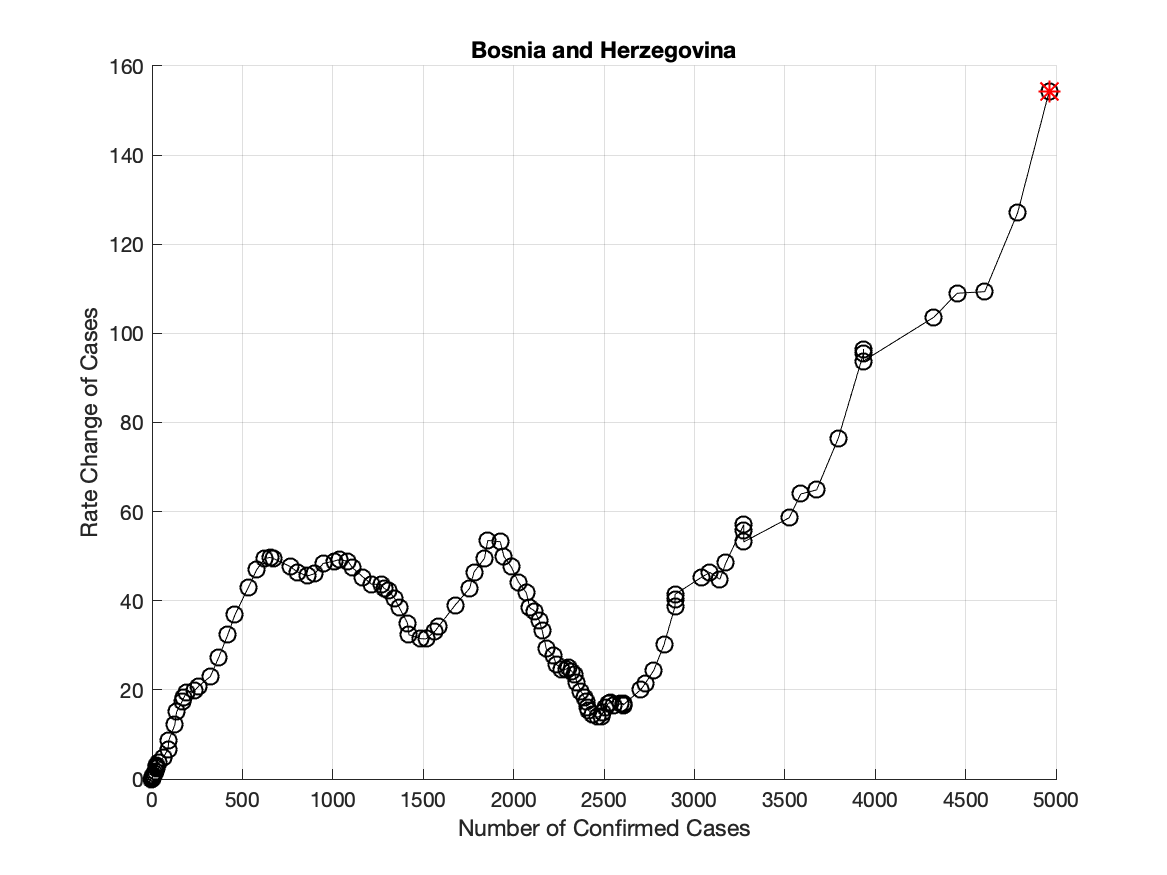 Bosnia and Herzegovina
160
140
120
100
80
60
40
20
0
Rate Change of Cases
0 500 1000 1500 2000 2500 3000 3500 4000 4500 5000
Number of Confirmed Cases